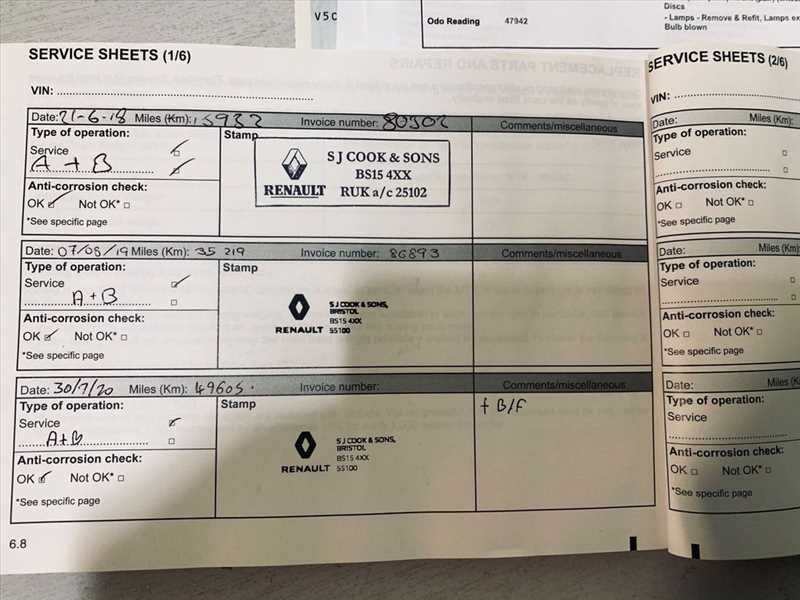 V5C
Odo Reading 47942
Discs
- Lamps - Remove & Refit, Lamps
Bulb blown
SERVICE SHEETS (1/6)
VIN:
Date: 21-6-18 Miles (Km): 15932 Invoice number: 80302 Comments/miscellaneous
Type of operation:
Stamp
Service
A + B
SJ COOK & SONS
BS15 4XX
RENAULT RUK a/c 25102
Anti-corrosion check:
OK Not OK*
*See specific page
Date: 07/08/19 Miles (Km): 35 219 Invoice number: 86893 Comments/miscellaneous
Type of operation:
Stamp
Service
A + B
SJ COOK & SONS,
BRISTOL
BS15 4XX
RENAULT 55100
Anti-corrosion check:
OK Not OK*
*See specific page
Date: 30/7/20 Miles (Km): 49605. Invoice number: Comments/miscellaneous
Type of operation:
Stamp
+ B/F
Service
A+B
SJ COOK & SONS,
BRISTOL
BS15 4XX
RENAULT 55100
Anti-corrosion check:
OK Not OK*
*See specific page
6.8
SERVICE SHEETS (2/6)
VIN:
Date: Miles (Km):
Type of operation:
Service
Anti-corrosion check:
OK Not OK*
*See specific page
Date: Miles (Km)
Type of operation:
Service
Anti-corrosion check:
OK Not OK*
*See specific page
Date: Miles
Type of operation:
Service
Anti-corrosion check:
OK Not OK*
*See specific page